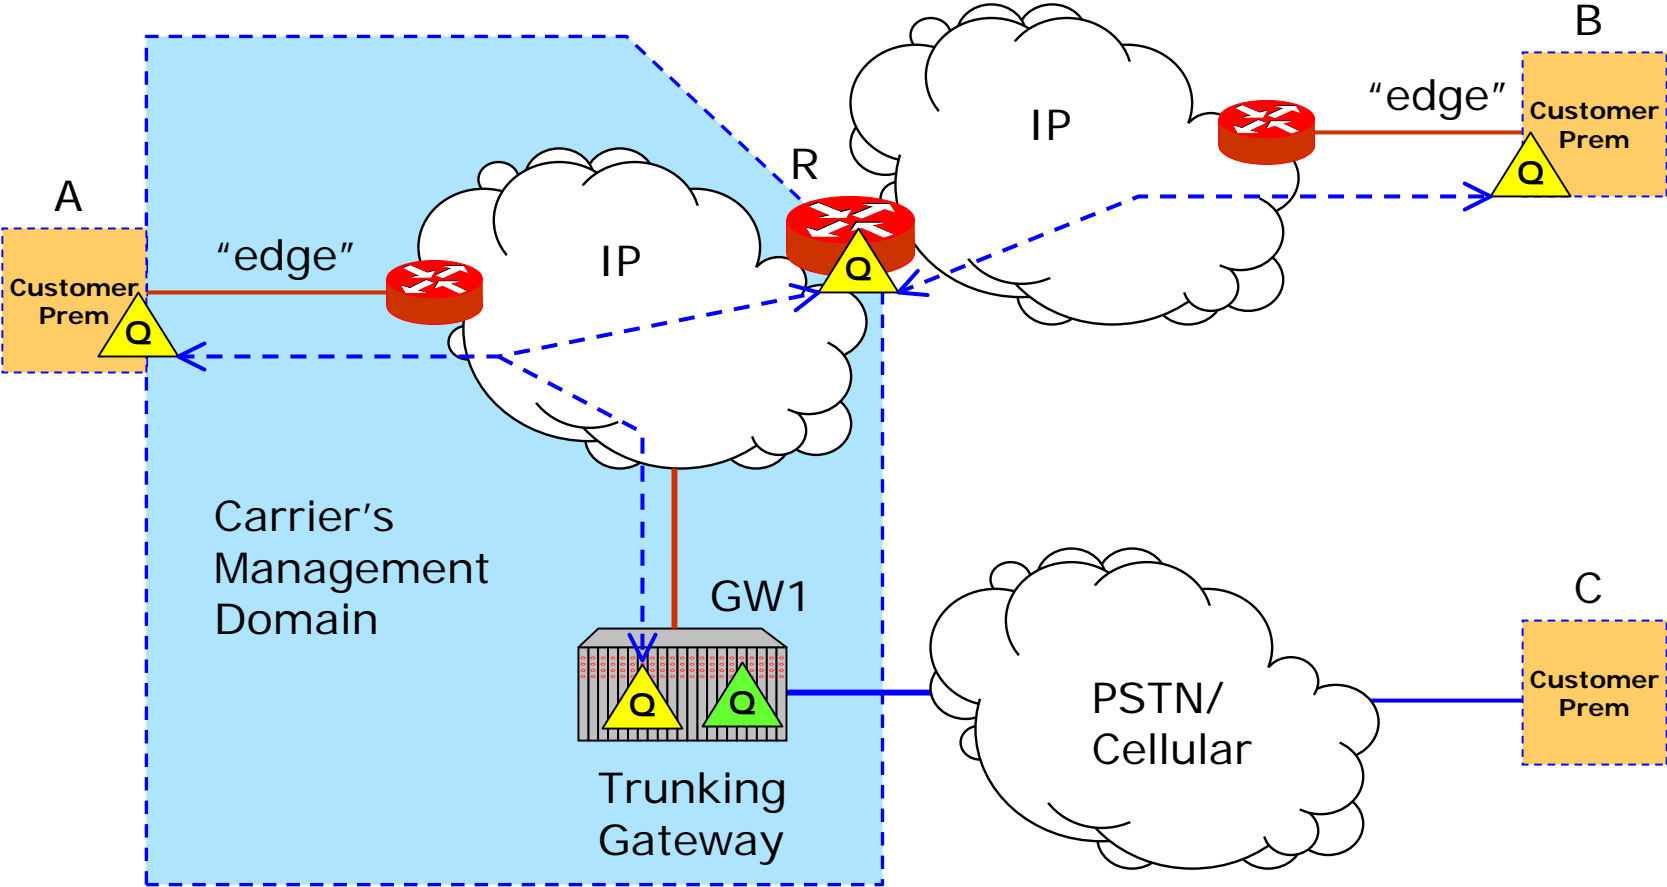 B
“edge”
Customer
Prem
Q
IP
R
Q
A
“edge”
Customer
Prem
Q
IP
Carrier’s
Management
Domain
GW1
Q
Q
Trunking
Gateway
PSTN/
Cellular
C
Customer
Prem